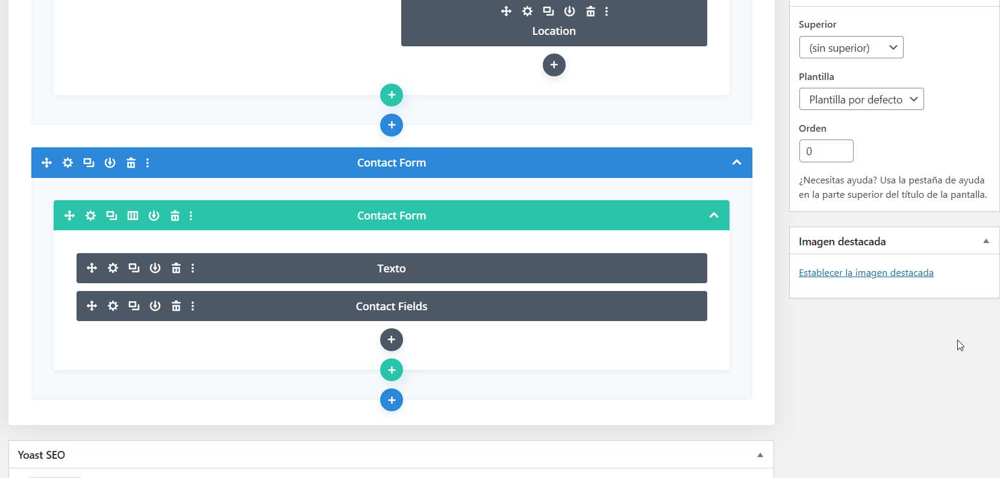 Location
Contact Form
Contact Form
Texto
Contact Fields
Yoast SEO
Superior
(sin superior)
Plantilla
Plantilla por defecto
Orden
0
¿Necesitas ayuda? Usa la pestaña de ayuda
en la parte superior del título de la pantalla.
Imagen destacada
Establecer la imagen destacada